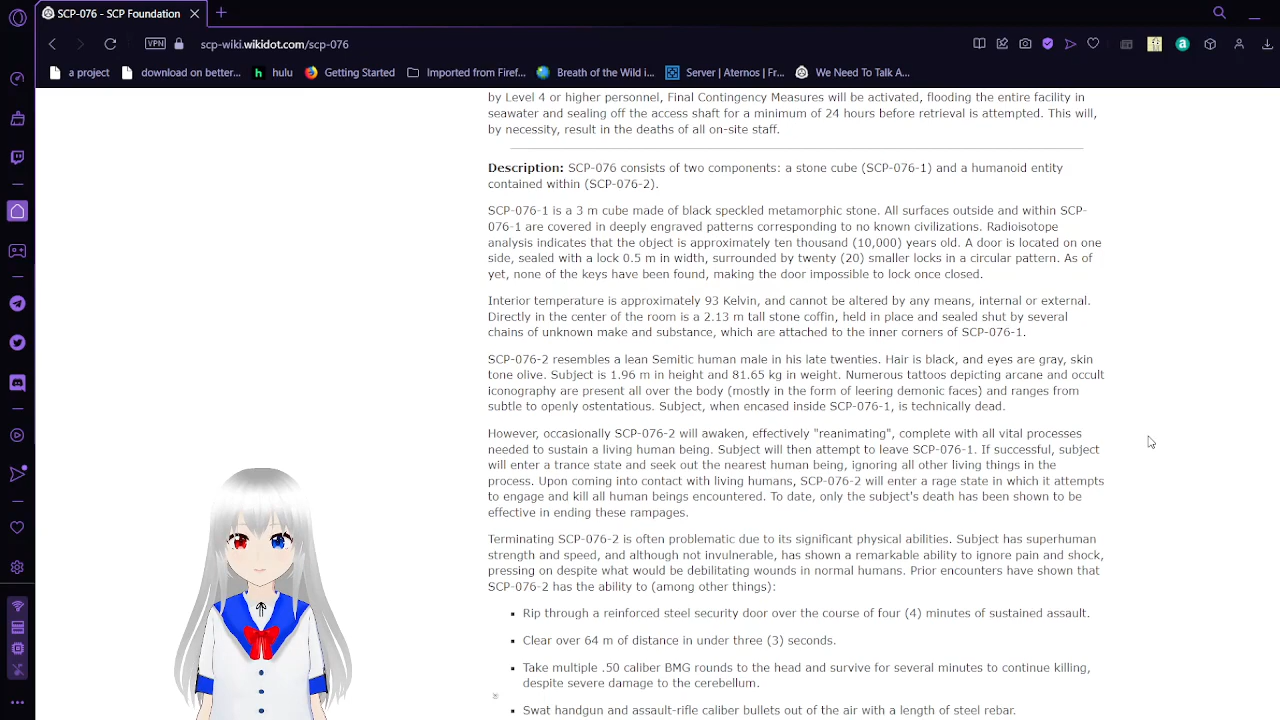 SCP-076 - SCP Foundation
VPN
scp-wiki.wikidot.com/scp-076
a project
download on better...
h hulu
Getting Started
Imported from Firef...
Breath of the Wild i...
Server | Aternos | Fr...
We Need To Talk A...
by Level 4 or higher personnel, Final Contingency Measures will be activated, flooding the entire facility in
seawater and sealing off the access shaft for a minimum of 24 hours before retrieval is attempted. This will,
by necessity, result in the deaths of all on-site staff.
Description: SCP-076 consists of two components: a stone cube (SCP-076-1) and a humanoid entity
contained within (SCP-076-2).
SCP-076-1 is a 3 m cube made of black speckled metamorphic stone. All surfaces outside and within SCP-
076-1 are covered in deeply engraved patterns corresponding to no known civilizations. Radioisotope
analysis indicates that the object is approximately ten thousand (10,000) years old. A door is located on one
side, sealed with a lock 0.5 m in width, surrounded by twenty (20) smaller locks in a circular pattern. As of
yet, none of the keys have been found, making the door impossible to lock once closed.
Interior temperature is approximately 93 Kelvin, and cannot be altered by any means, internal or external.
Directly in the center of the room is a 2.13 m tall stone coffin, held in place and sealed shut by several
chains of unknown make and substance, which are attached to the inner corners of SCP-076-1.
SCP-076-2 resembles a lean Semitic human male in his late twenties. Hair is black, and eyes are gray, skin
tone olive. Subject is 1.96 m in height and 81.65 kg in weight. Numerous tattoos depicting arcane and occult
iconography are present all over the body (mostly in the form of leering demonic faces) and ranges from
subtle to openly ostentatious. Subject, when encased inside SCP-076-1, is technically dead.
However, occasionally SCP-076-2 will awaken, effectively "reanimating", complete with all vital processes
needed to sustain a living human being. Subject will then attempt to leave SCP-076-1. If successful, subject
will enter a trance state and seek out the nearest human being, ignoring all other living things in the
process. Upon coming into contact with living humans, SCP-076-2 will enter a rage state in which it attempts
to engage and kill all human beings encountered. To date, only the subject's death has been shown to be
effective in ending these rampages.
Terminating SCP-076-2 is often problematic due to its significant physical abilities. Subject has superhuman
strength and speed, and although not invulnerable, has shown a remarkable ability to ignore pain and shock,
pressing on despite what would be debilitating wounds in normal humans. Prior encounters have shown that
SCP-076-2 has the ability to (among other things):
Rip through a reinforced steel security door over the course of four (4) minutes of sustained assault.
Clear over 64 m of distance in under three (3) seconds.
Take multiple .50 caliber BMG rounds to the head and survive for several minutes to continue killing,
despite severe damage to the cerebellum.
Swat handgun and assault-rifle caliber bullets out of the air with a length of steel rebar.